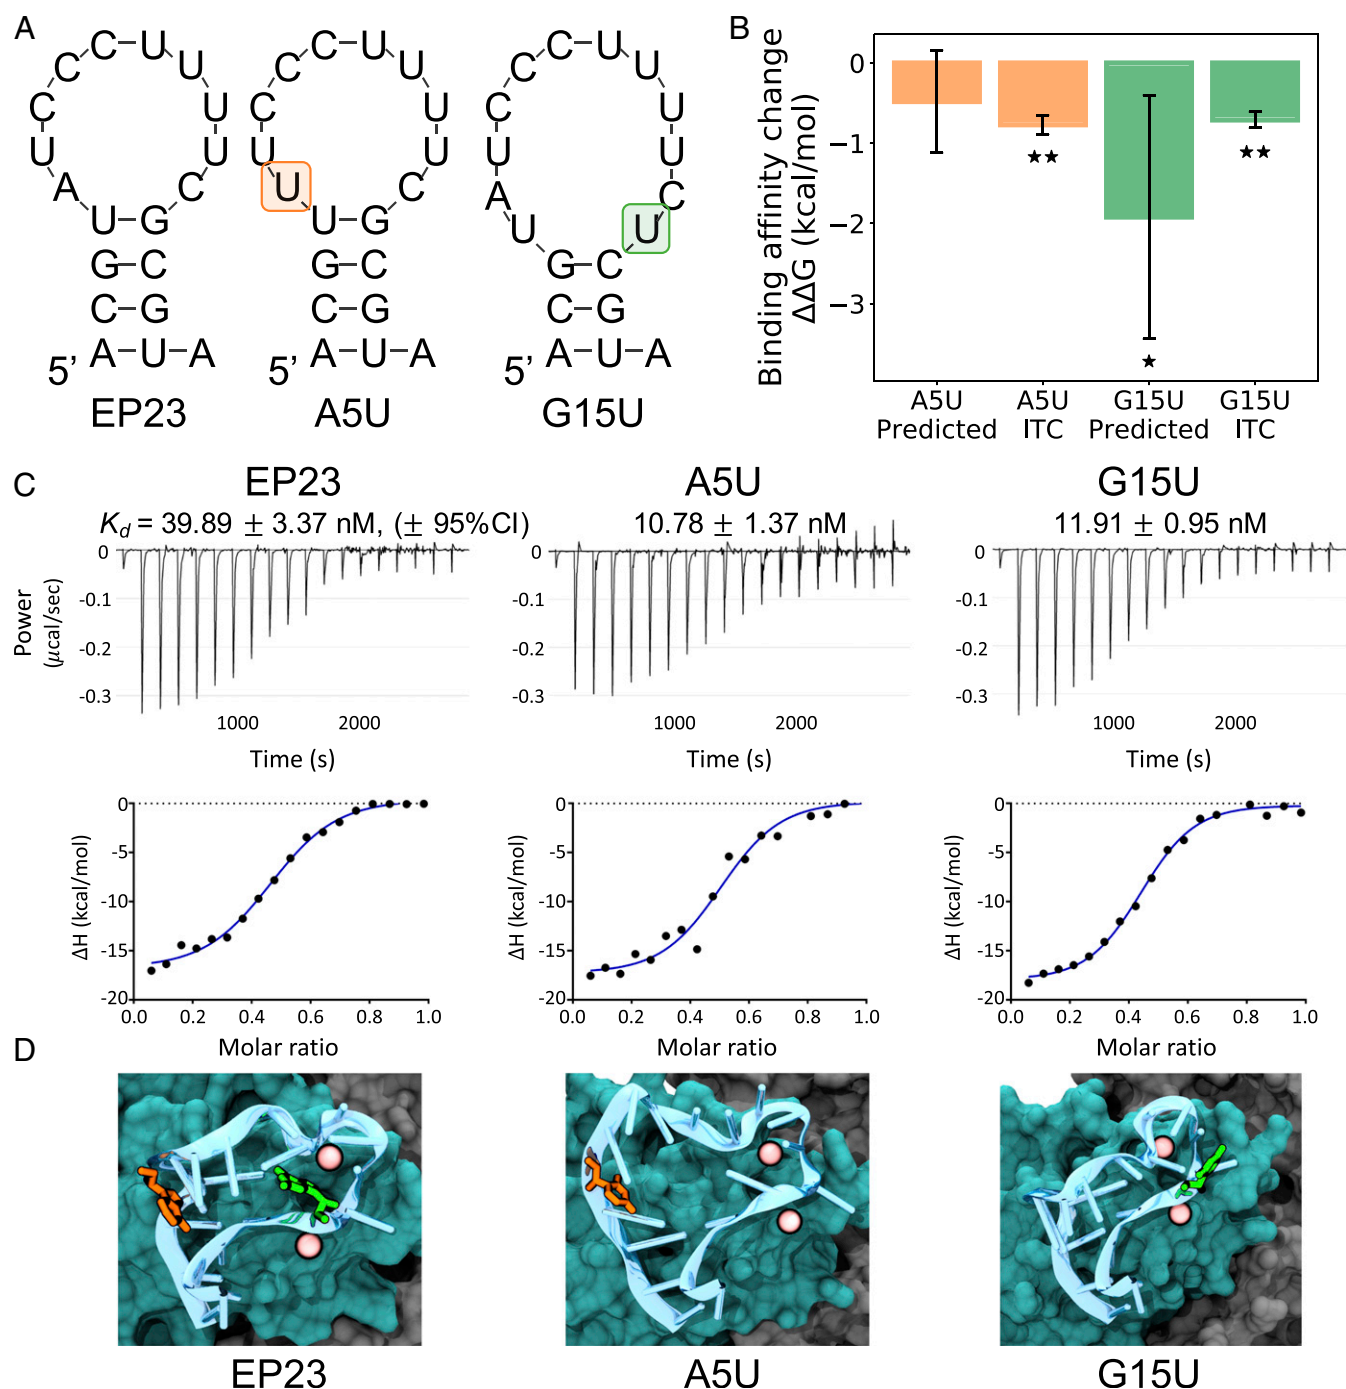 A
C C U U
C U
C U
U C
A
U G
G C
C G
5’ A U A
EP23
C C U U
C U
U U
U C
U G
G C
C G
5’ A U A
A5U
C C U U
C U
U U
A C
U U
G C
C G
5’ A U A
G15U
B
Binding affinity change
ΔΔG (kcal/mol)
0
−1
−2
−3
★★
★
★★
A5U
Predicted
A5U
ITC
G15U
Predicted
G15U
ITC
C
EP23
A5U
G15U
Kd = 39.89 ± 3.37 nM, (± 95%CI)
10.78 ± 1.37 nM
11.91 ± 0.95 nM
Power
(μcal/sec)
0
-0.1
-0.2
-0.3
1000 2000
Time (s)
0
-0.1
-0.2
-0.3
1000 2000
Time (s)
0
-0.1
-0.2
-0.3
1000 2000
Time (s)
ΔH (kcal/mol)
0
-5
-10
-15
-20
0.0 0.2 0.4 0.6 0.8 1.0
Molar ratio
ΔH (kcal/mol)
0
-5
-10
-15
-20
0.0 0.2 0.4 0.6 0.8 1.0
Molar ratio
ΔH (kcal/mol)
0
-5
-10
-15
-20
0.0 0.2 0.4 0.6 0.8 1.0
Molar ratio
D
EP23
A5U
G15U